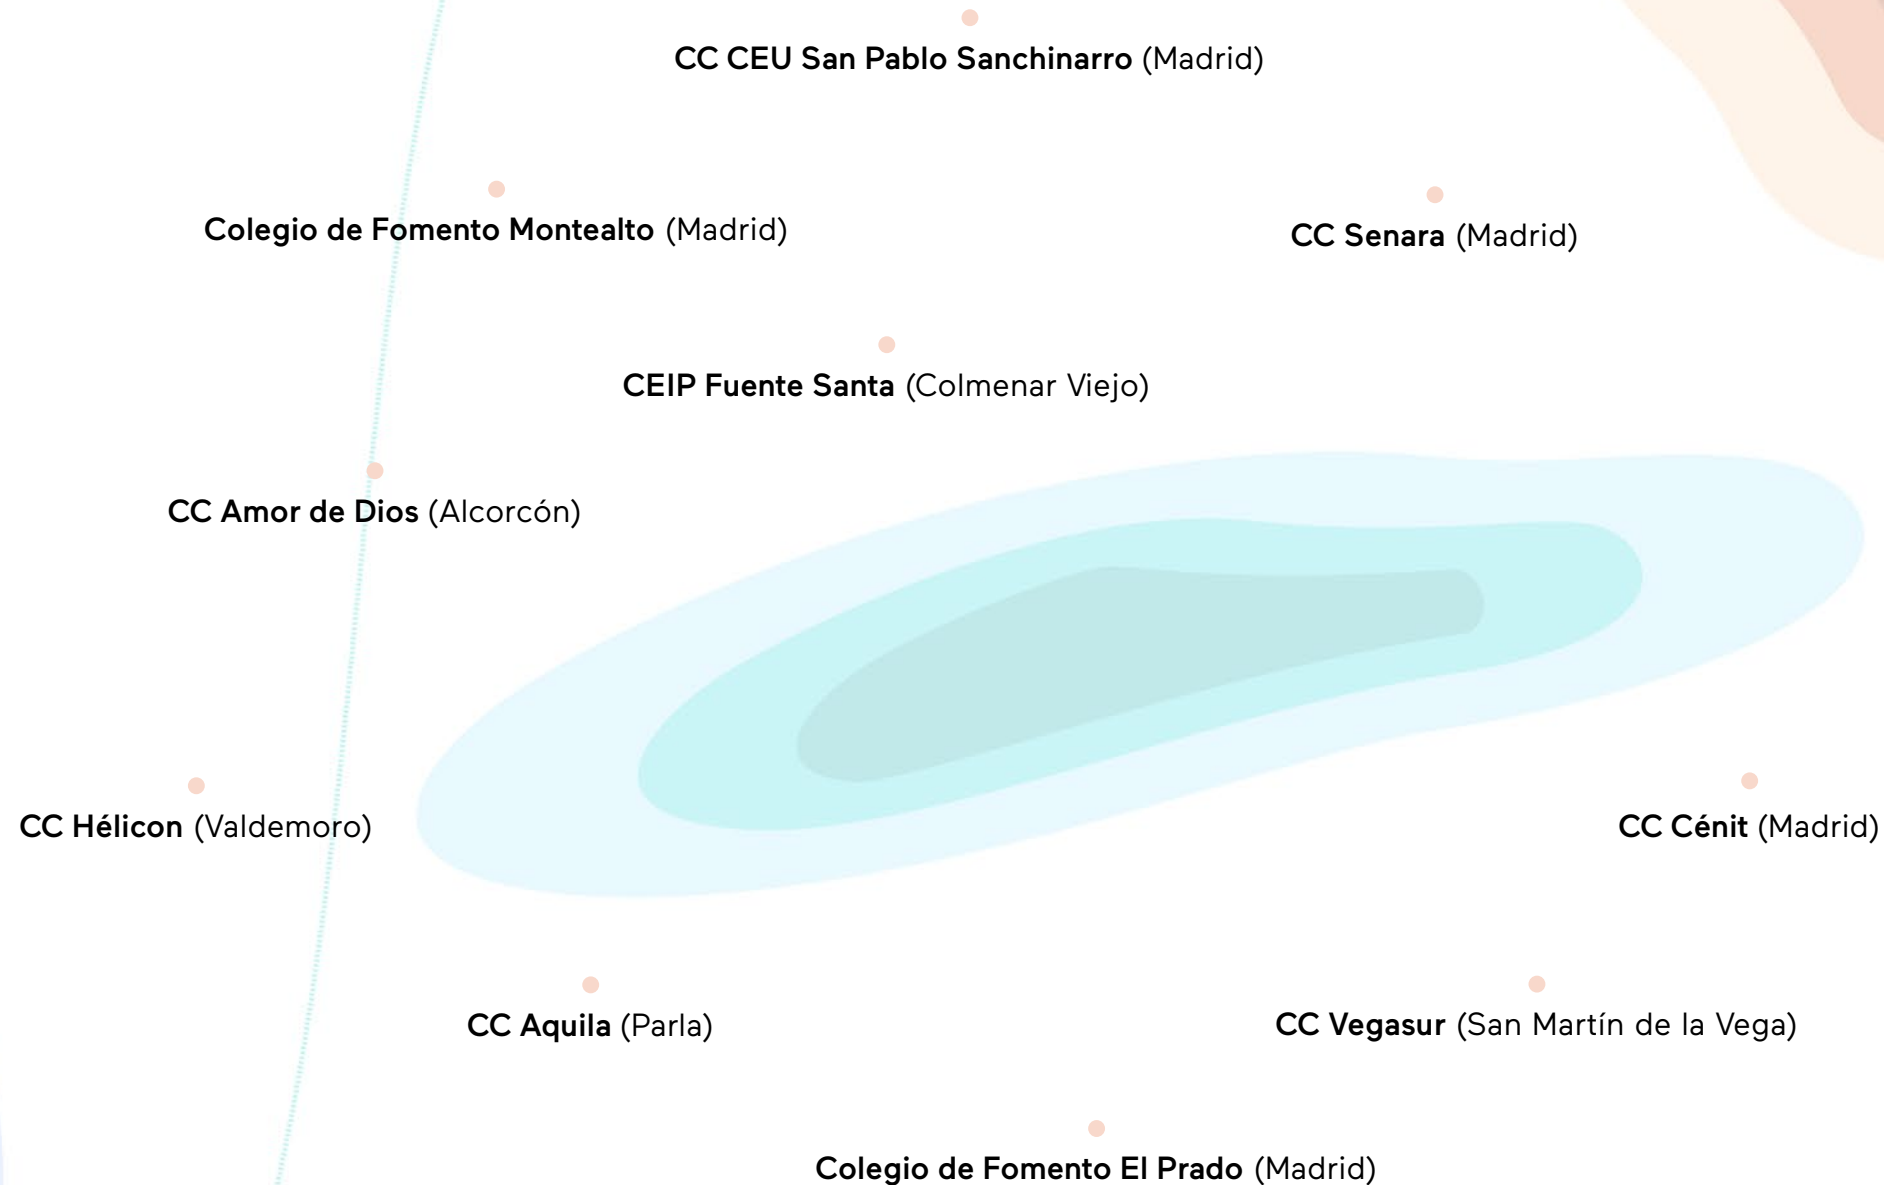 CC CEU San Pablo Sanchinarro (Madrid)
Colegio de Fomento Montealto (Madrid)
CC Senara (Madrid)
CEIP Fuente Santa (Colmenar Viejo)
CC Amor de Dios (Alcorcón)
CC Hélicon (Valdemoro)
CC Cénit (Madrid)
CC Aquila (Parla)
CC Vegasur (San Martín de la Vega)
Colegio de Fomento El Prado (Madrid)